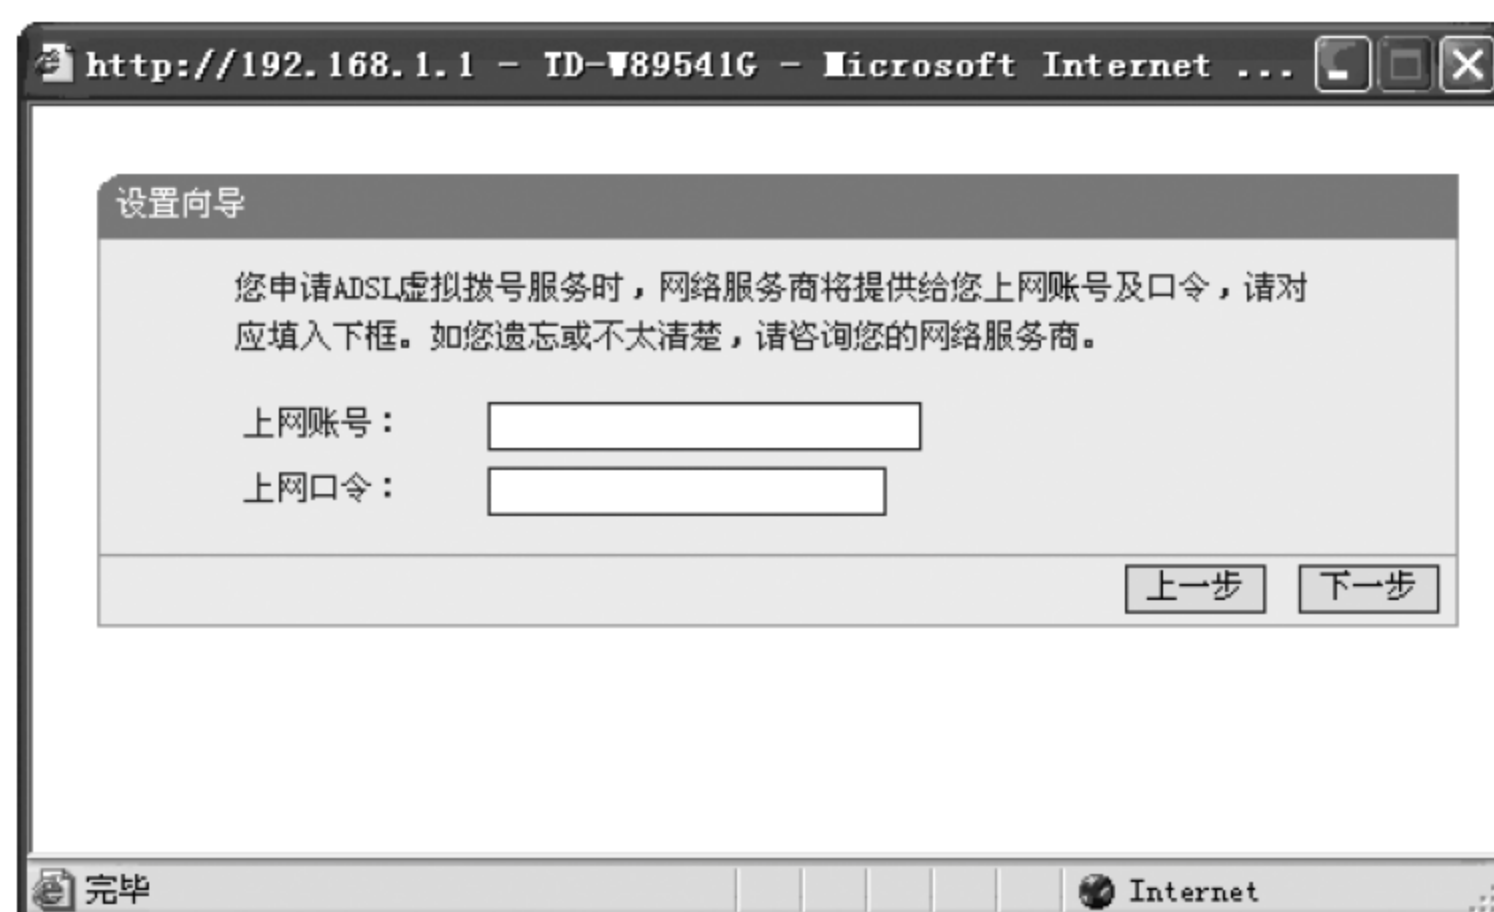 http://192.168.1.1 - TD-W89541G - Microsoft Internet ...
设置向导
您申请ADSL虚拟拨号服务时，网络服务商将提供给您上网账号及口令，请对
应填入下框。如您遗忘或不太清楚，请咨询您的网络服务商。
上网账号：
上网口令：
上一步 下一步
完毕 Internet